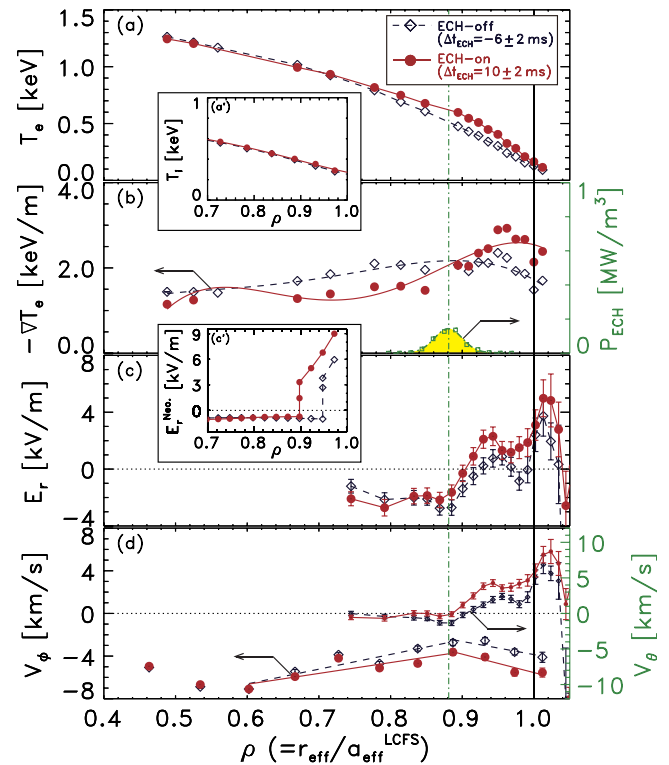 (a)
ECH-off
(Δt_ECH=-6±2 ms)
ECH-on
(Δt_ECH=10±2 ms)
1.5
1.0
0.5
0.0
T_e [keV]
(a')
1
0
T_i [keV]
0.7 0.8 0.9 1.0
ρ
(b)
4.0
2.0
0.0
-∇T_e [keV/m]
1
0
P_ECH [MW/m³]
(c')
9
6
3
0
E_r^Neo. [kV/m]
0.7 0.8 0.9 1.0
ρ
(c)
8
4
0
-4
E_r [kV/m]
(d)
4
0
-4
-8
V_ϕ [km/s]
10
5
0
-5
-10
V_θ [km/s]
0.4 0.5 0.6 0.7 0.8 0.9 1.0
ρ (=r_eff/a_eff^LCFS)